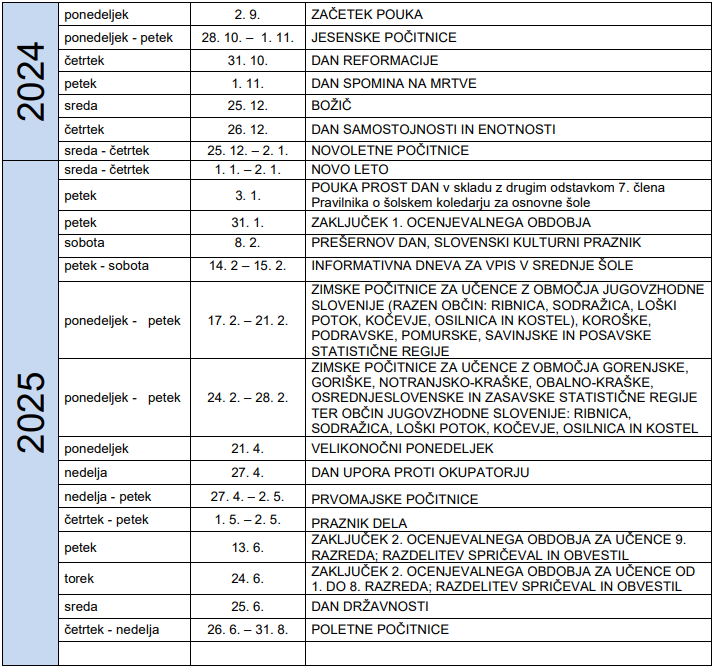 2024
ponedeljek 2. 9. ZAČETEK POUKA
ponedeljek - petek 28. 10. – 1. 11. JESENSKE POČITNICE
četrtek 31. 10. DAN REFORMACIJE
petek 1. 11. DAN SPOMINA NA MRTVE
sreda 25. 12. BOŽIČ
četrtek 26. 12. DAN SAMOSTOJNOSTI IN ENOTNOSTI
sreda - četrtek 25. 12. – 2. 1. NOVOLETNE POČITNICE
2025
sreda - četrtek 1. 1. – 2. 1. NOVO LETO
petek 3. 1. POUKA PROST DAN v skladu z drugim odstavkom 7. člena
Pravilnika o šolskem koledarju za osnovne šole
petek 31. 1. ZAKLJUČEK 1. OCENJEVALNEGA OBDOBJA
sobota 8. 2. PREŠERNOV DAN, SLOVENSKI KULTURNI PRAZNIK
petek - sobota 14. 2 – 15. 2. INFORMATIVNA DNEVA ZA VPIS V SREDNJE ŠOLE
ponedeljek - petek 17. 2. – 21. 2. ZIMSKE POČITNICE ZA UČENCE Z OBMOČJA JUGOVZHODNE
SLOVENIJE (RAZEN OBČIN: RIBNICA, SODRAŽICA, LOŠKI
POTOK, KOČEVJE, OSILNICA IN KOSTEL), KOROŠKE,
PODRAVSKE, POMURSKE, SAVINJSKE IN POSAVSKE
STATISTIČNE REGIJE
ponedeljek - petek 24. 2. – 28. 2. ZIMSKE POČITNICE ZA UČENCE Z OBMOČJA GORENJSKE,
GORIŠKE, NOTRANJSKO-KRAŠKE, OBALNO-KRAŠKE,
OSREDNJESLOVENSKE IN ZASAVSKE STATISTIČNE REGIJE
TER OBČIN JUGOVZHODNE SLOVENIJE: RIBNICA,
SODRAŽICA, LOŠKI POTOK, KOČEVJE, OSILNICA IN KOSTEL
ponedeljek 21. 4. VELIKONOČNI PONEDELJEK
nedelja 27. 4. DAN UPORA PROTI OKUPATORJU
nedelja - petek 27. 4. – 2. 5. PRVOMAJSKE POČITNICE
četrtek - petek 1. 5. – 2. 5. PRAZNIK DELA
petek 13. 6. ZAKLJUČEK 2. OCENJEVALNEGA OBDOBJA ZA UČENCE 9.
RAZREDA; RAZDELITEV SPRIČEVAL IN OBVESTIL
torek 24. 6. ZAKLJUČEK 2. OCENJEVALNEGA OBDOBJA ZA UČENCE OD
1. DO 8. RAZREDA; RAZDELITEV SPRIČEVAL IN OBVESTIL
sreda 25. 6. DAN DRŽAVNOSTI
četrtek - nedelja 26. 6. – 31. 8. POLETNE POČITNICE